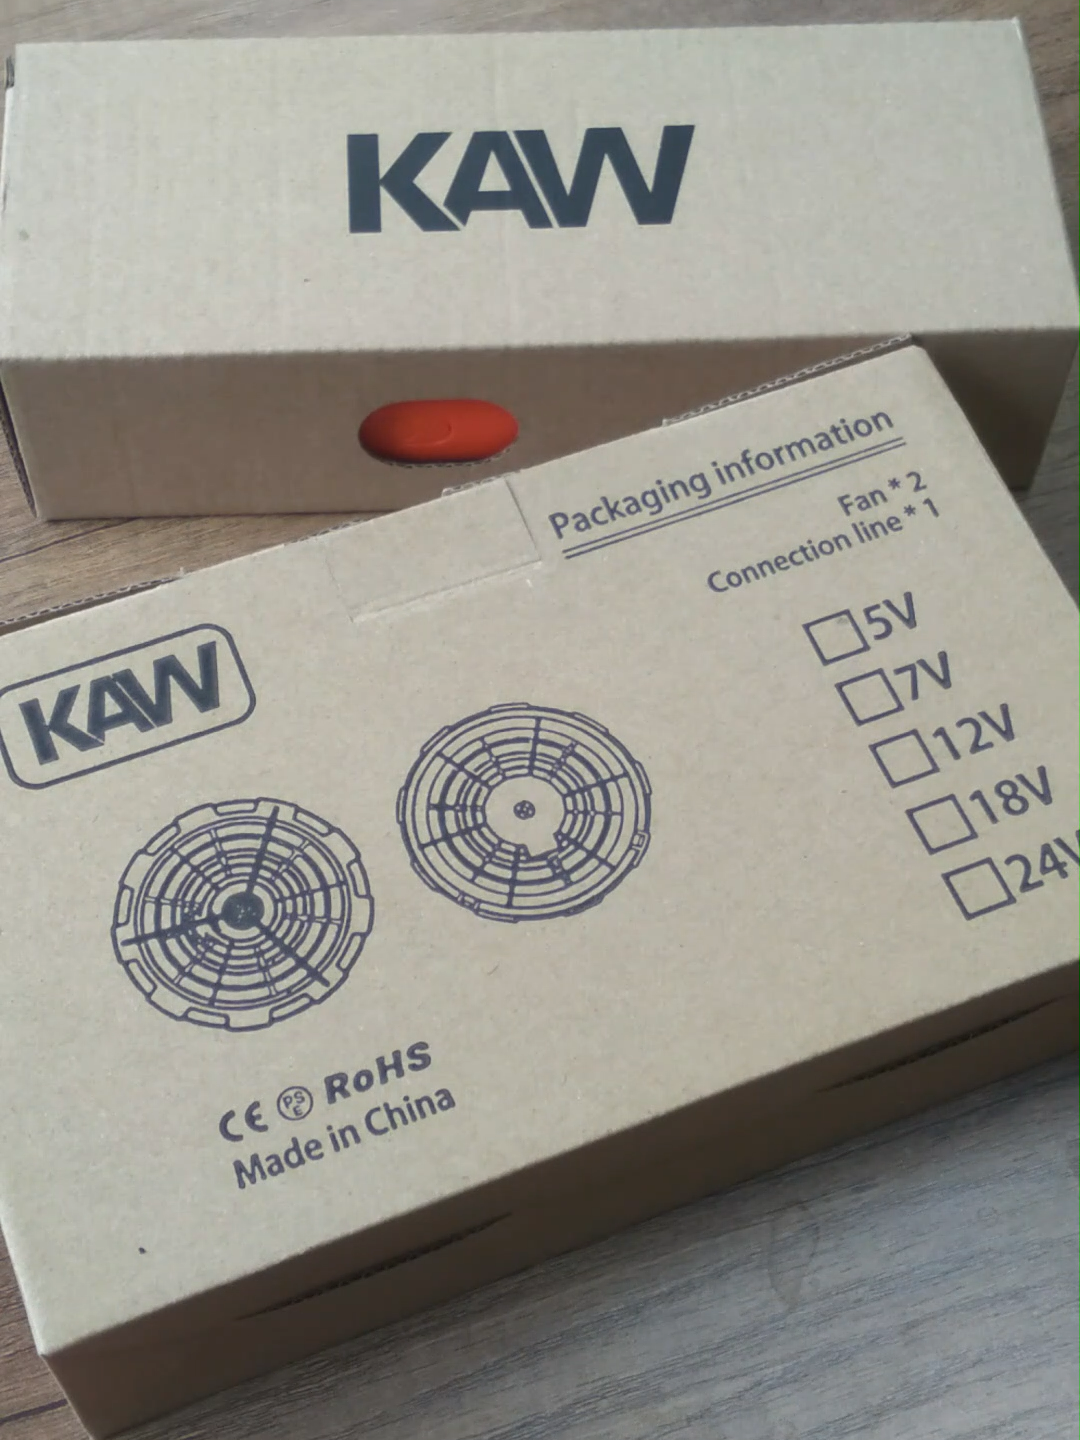 KAW
Packaging information
Fan * 2
Connection line * 1
5V
7V
12V
18V
24V
KAW
CE PSE RoHS
Made in China